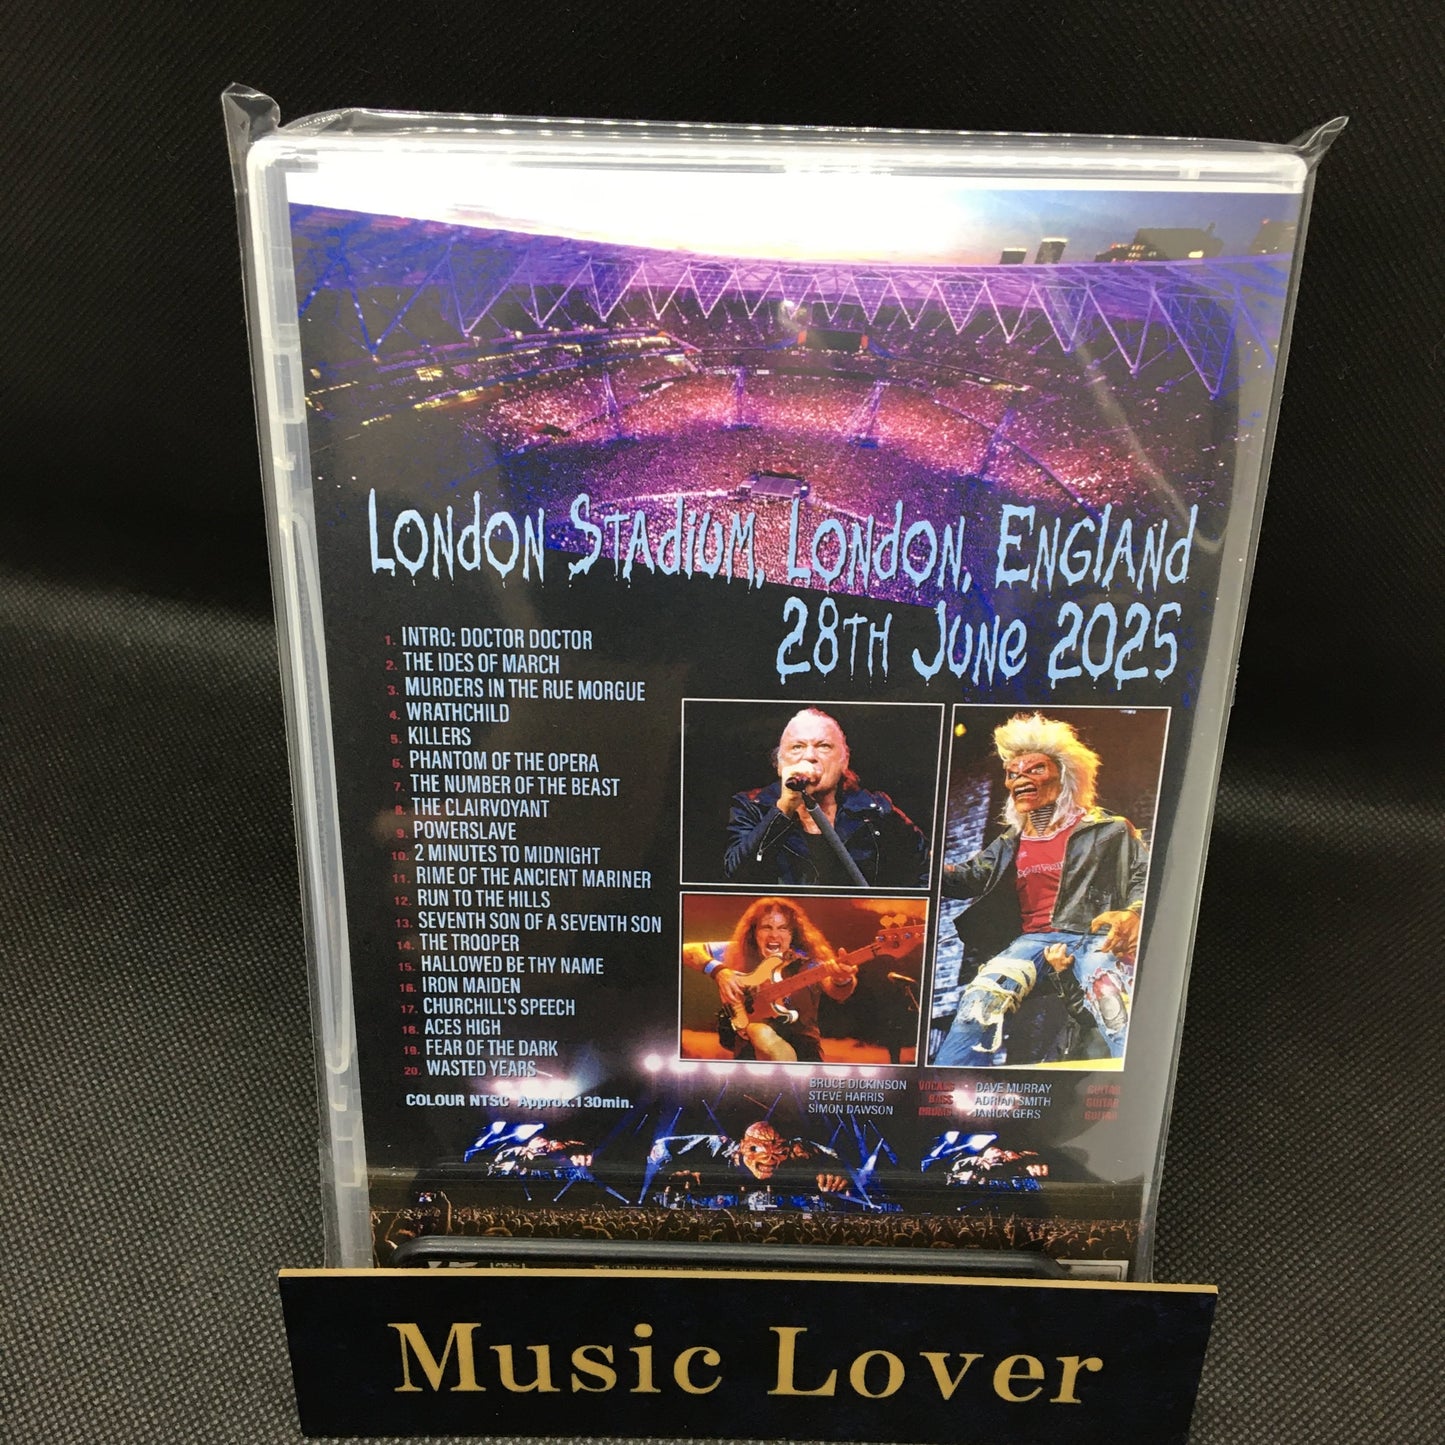 London Stadium, London, England
28th June 2025
1. INTRO: DOCTOR DOCTOR
2. THE IDES OF MARCH
3. MURDERS IN THE RUE MORGUE
4. WRATHCHILD
5. KILLERS
6. PHANTOM OF THE OPERA
7. THE NUMBER OF THE BEAST
8. THE CLAIRVOYANT
9. POWERSLAVE
10. 2 MINUTES TO MIDNIGHT
11. RIME OF THE ANCIENT MARINER
12. RUN TO THE HILLS
13. SEVENTH SON OF A SEVENTH SON
14. THE TROOPER
15. HALLOWED BE THY NAME
16. IRON MAIDEN
17. CHURCHILL'S SPEECH
18. ACES HIGH
19. FEAR OF THE DARK
20. WASTED YEARS
COLOUR NTSC Approx.130min.
BRUCE DICKINSON VOCALS DAVE MURRAY GUITAR
STEVE HARRIS BASS ADRIAN SMITH GUITAR
SIMON DAWSON DRUMS JANICK GERS GUITAR
Music Lover